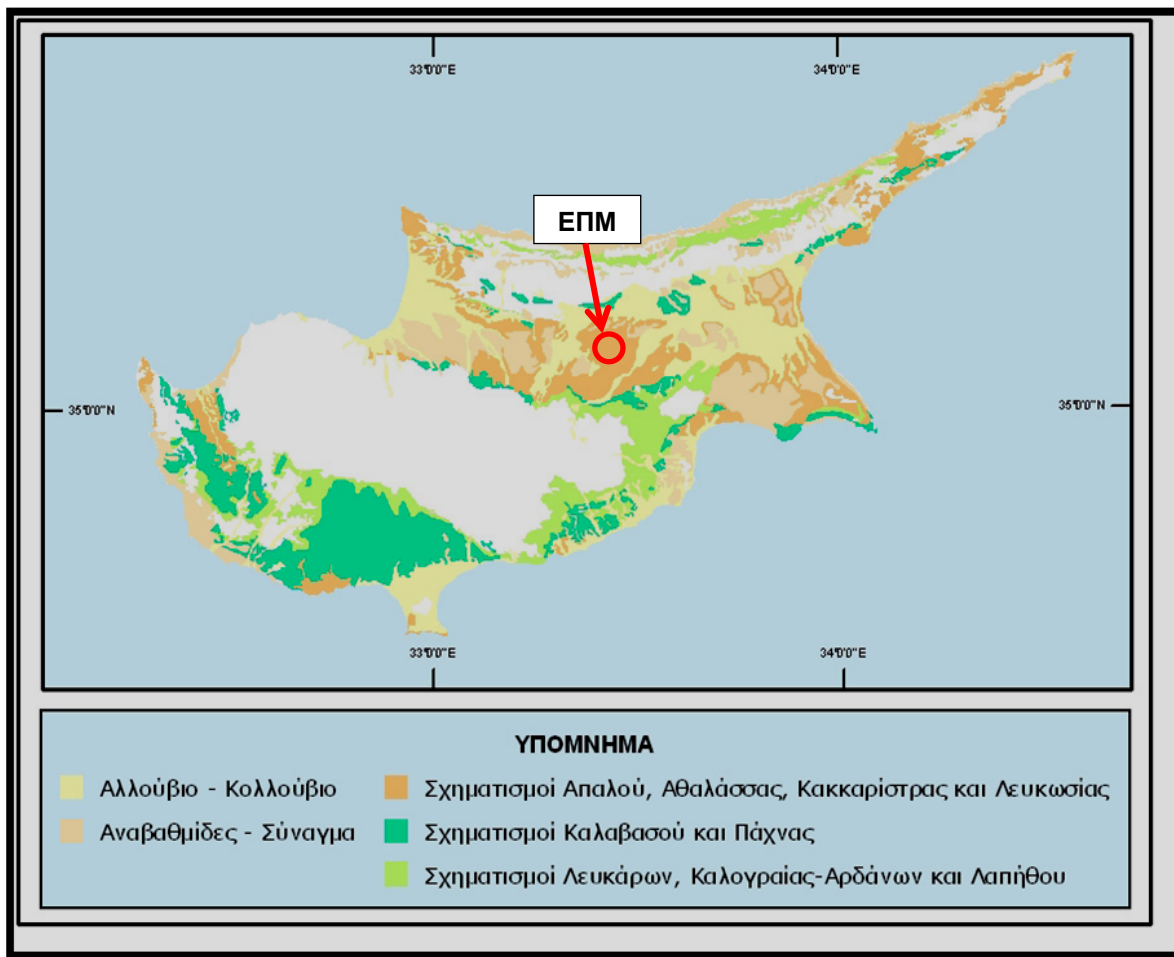 33°0'0"E 34°0'0"E
ΕΠΜ
35°0'0"N 35°0'0"N
33°0'0"E 34°0'0"E
ΥΠΟΜΝΗΜΑ
Αλλούβιο - Κολλούβιο
Αναβαθμίδες - Σύναγμα
Σχηματισμοί Απαλού, Αθαλάσσας, Κακκαρίστρας και Λευκωσίας
Σχηματισμοί Καλαβασού και Πάχνας
Σχηματισμοί Λευκάρων, Καλογραίας-Αρδάνων και Λαπήθου